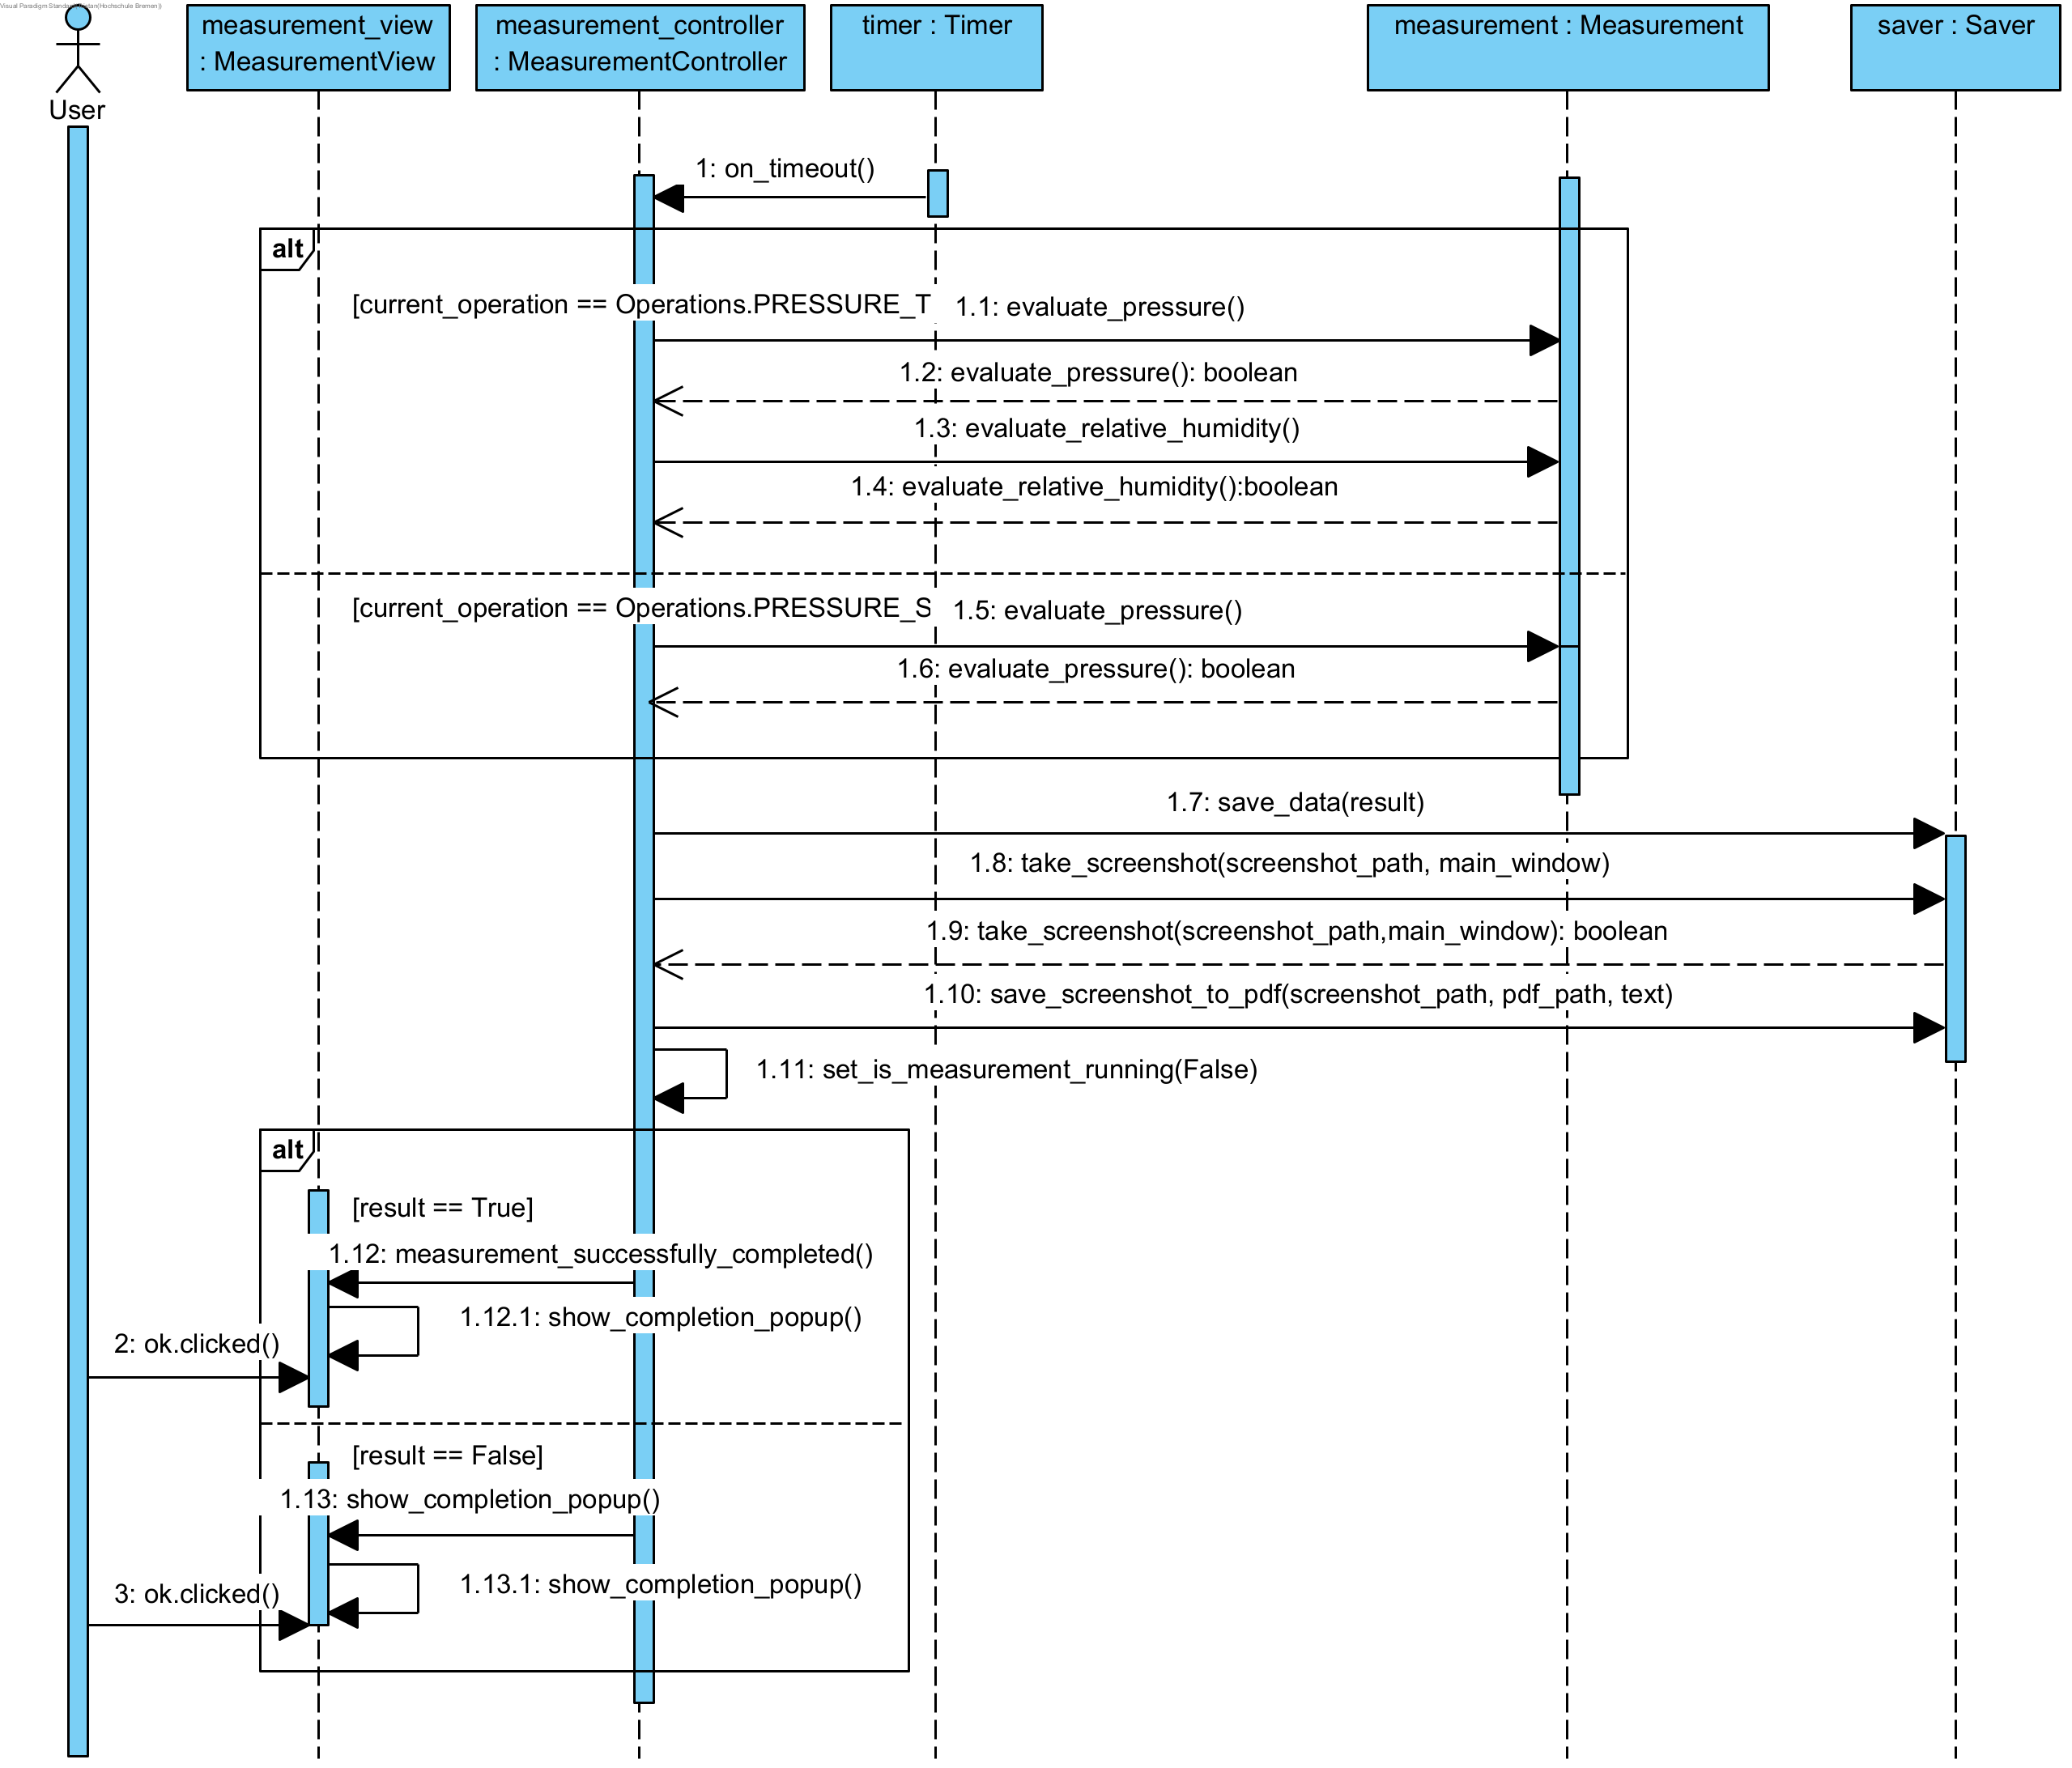 Visual Paradigm Standard
(Hochschule Bremen))
User
measurement_view
: MeasurementView
measurement_controller
: MeasurementController
timer : Timer
measurement : Measurement
saver : Saver
1: on_timeout()
alt
[current_operation == Operations.PRESSURE_T
1.1: evaluate_pressure()
1.2: evaluate_pressure(): boolean
1.3: evaluate_relative_humidity()
1.4: evaluate_relative_humidity():boolean
[current_operation == Operations.PRESSURE_S
1.5: evaluate_pressure()
1.6: evaluate_pressure(): boolean
1.7: save_data(result)
1.8: take_screenshot(screenshot_path, main_window)
1.9: take_screenshot(screenshot_path,main_window): boolean
1.10: save_screenshot_to_pdf(screenshot_path, pdf_path, text)
1.11: set_is_measurement_running(False)
alt
[result == True]
1.12: measurement_successfully_completed()
1.12.1: show_completion_popup()
2: ok.clicked()
[result == False]
1.13: show_completion_popup()
1.13.1: show_completion_popup()
3: ok.clicked()